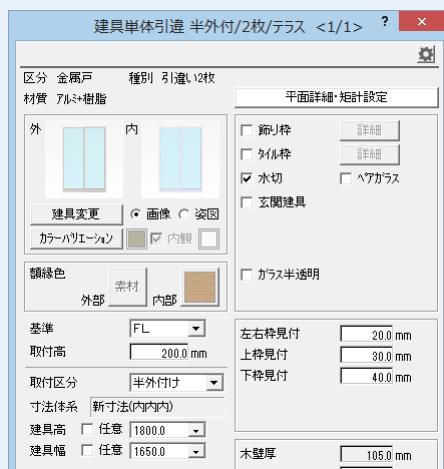 建具単体引違 半外付/2枚/テラス <1/1>
?
×
区分 金属戸 種別 引違い2枚
材質 アルミ+樹脂
平面詳細・矩計設定
外 内
建具変更
画像 姿図
カラーバリエーション
内観
額縁色
外部 素材 内部
基準 FL
取付高 200.0 mm
取付区分 半外付け
寸法体系 新寸法(内内内)
建具高 任意 1800.0
建具幅 任意 1650.0
飾り枠 詳細
タイル枠 詳細
水切 ペアガラス
玄関建具
ガラス半透明
左右枠見付 20.0 mm
上枠見付 30.0 mm
下枠見付 40.0 mm
木壁厚 105.0 mm